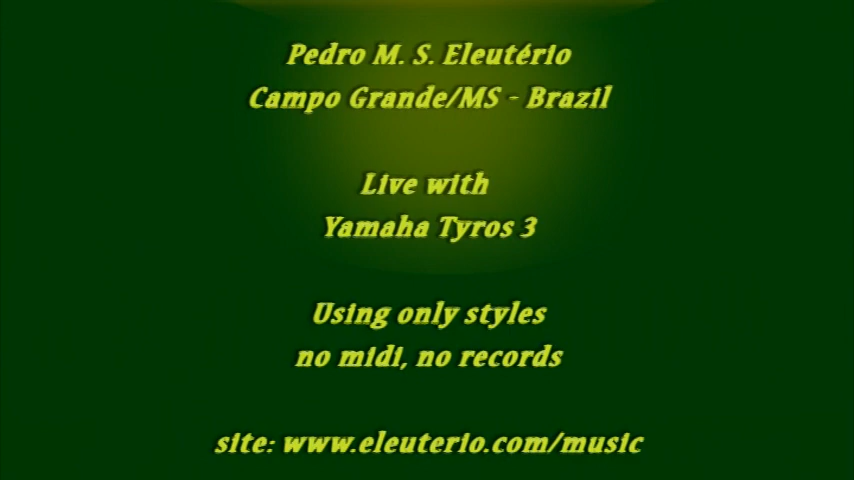 Pedro M. S. Eleutério
Campo Grande/MS - Brazil
Live with
Yamaha Tyros 3
Using only styles
no midi, no records
site: www.eleuterio.com/music